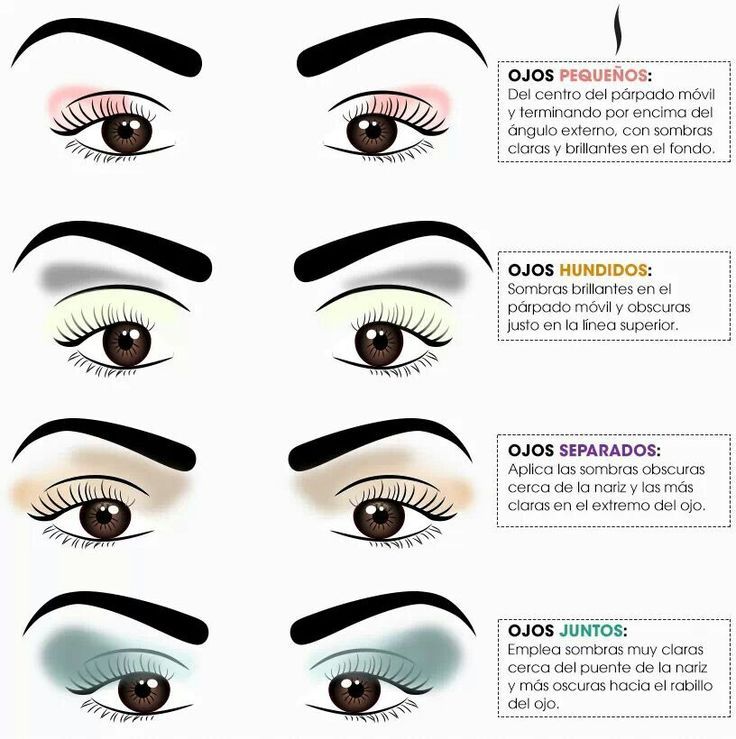 OJOS PEQUEÑOS:
Del centro del párpado móvil
y terminando por encima del
ángulo externo, con sombras
claras y brillantes en el fondo.
OJOS HUNDIDOS:
Sombras brillantes en el
párpado móvil y obscuras
justo en la línea superior.
OJOS SEPARADOS:
Aplica las sombras obscuras
cerca de la nariz y las más
claras en el extremo del ojo.
OJOS JUNTOS:
Emplea sombras muy claras
cerca del puente de la nariz
y más oscuras hacia el rabillo
del ojo.